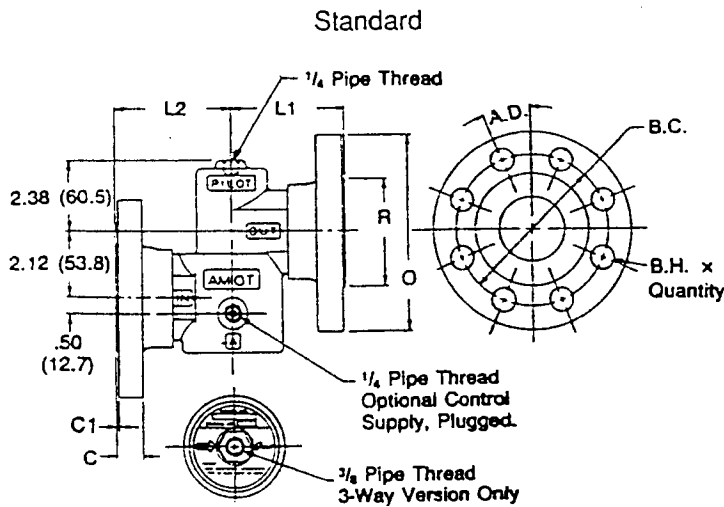 Standard
1/4 Pipe Thread
L2
L1
A.D.
B.C.
2.38 (60.5)
PILOT
R
OUT
2.12 (53.8)
AMOT
O
B.H. ×
Quantity
IN
.50
(12.7)
A
1/4 Pipe Thread
Optional Control
Supply, Plugged.
C1
C
3/8 Pipe Thread
3-Way Version Only